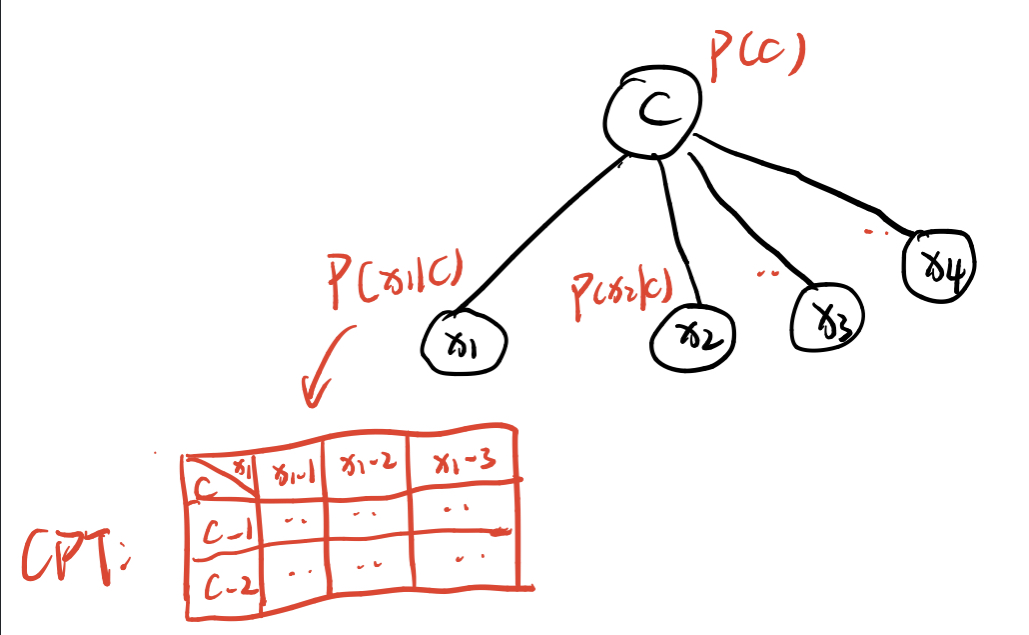 P(C)
C
x4
P(x1|C)
P(x2|C)
x3
x1
x2
x1
x1-1
x1-2
x1-3
C
C-1
CPT:
C-2